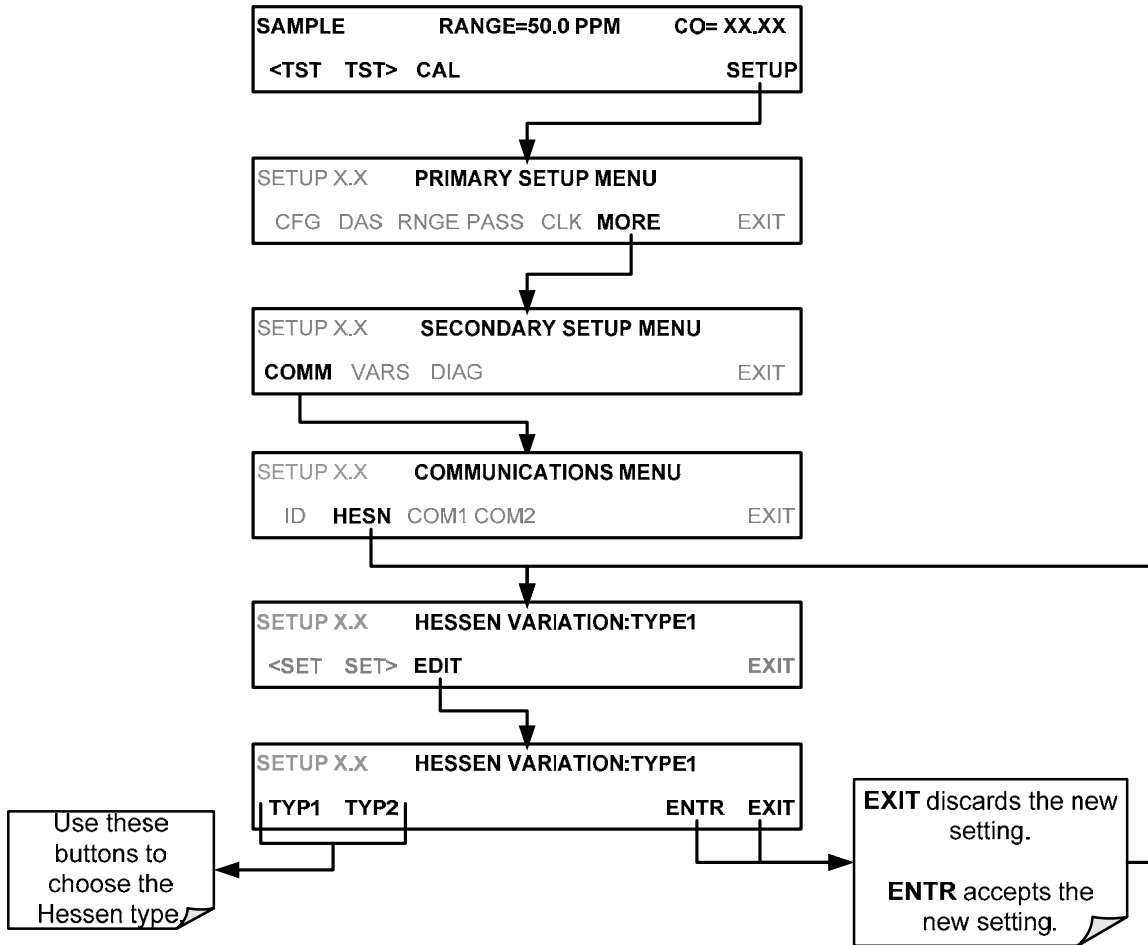 SAMPLE RANGE=50.0 PPM CO= XX.XX
<TST TST> CAL SETUP
SETUP X.X PRIMARY SETUP MENU
CFG DAS RNGE PASS CLK MORE EXIT
SETUP X.X SECONDARY SETUP MENU
COMM VARS DIAG EXIT
SETUP X.X COMMUNICATIONS MENU
ID HESN COM1 COM2 EXIT
SETUP X.X HESSEN VARIATION:TYPE1
<SET SET> EDIT EXIT
SETUP X.X HESSEN VARIATION:TYPE1
TYP1 TYP2 ENTR EXIT
Use these
buttons to
choose the
Hessen type.
EXIT discards the new
setting.
ENTR accepts the
new setting.